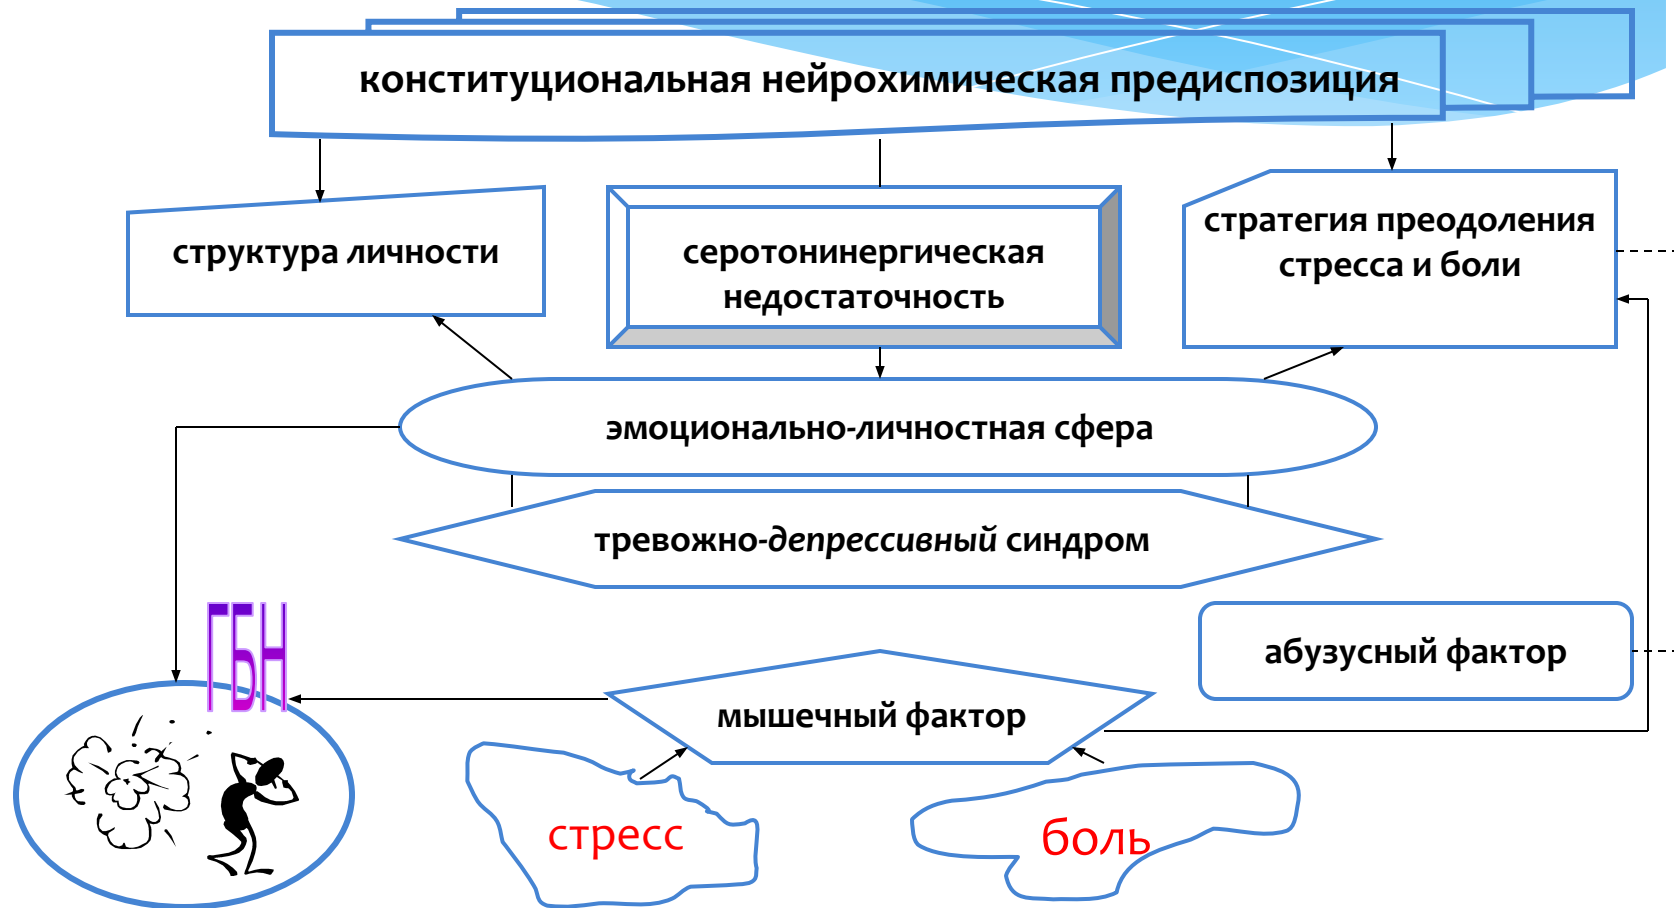 конституциональная нейрохимическая предиспозиция
структура личности
серотонинергическая
недостаточность
стратегия преодоления
стресса и боли
эмоционально-личностная сфера
тревожно-депрессивный синдром
ГБН
абузусный фактор
мышечный фактор
стресс
боль